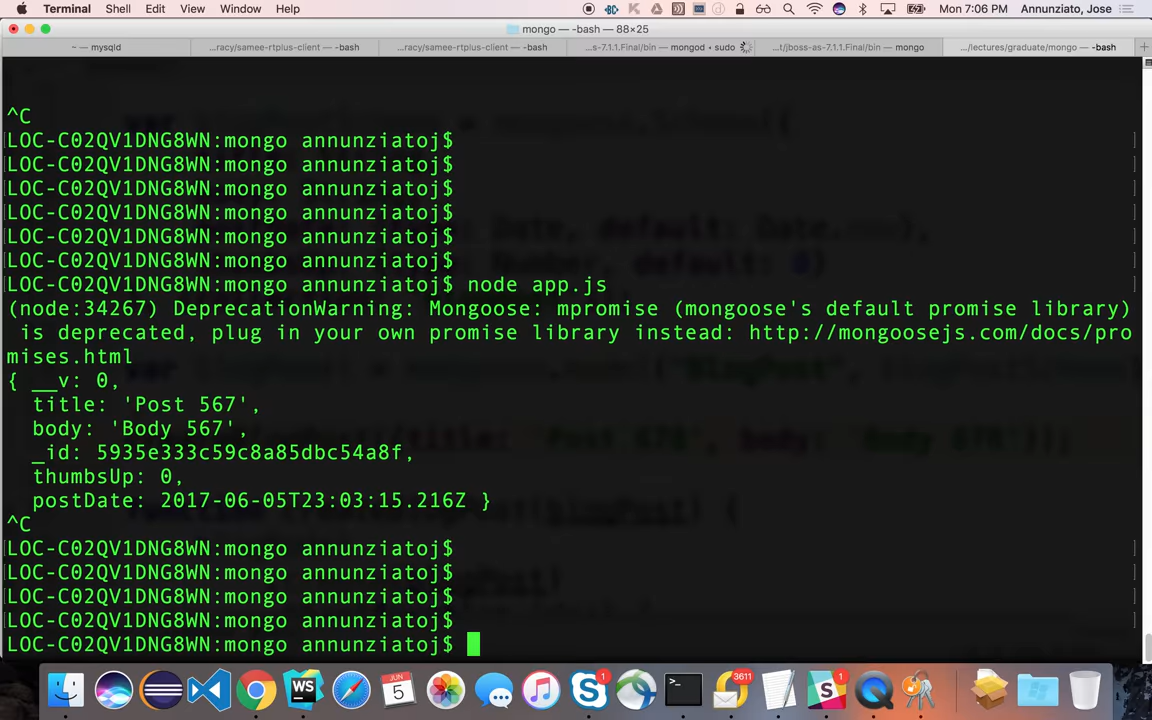 Terminal Shell Edit View Window Help Mon 7:06 PM Annunziato, Jose
mongo — -bash — 88×25
~ — mysqld ...racy/samee-rtplus-client — -bash ...racy/samee-rtplus-client — -bash ...s-7.1.1.Final/bin — mongod ◂ sudo ...t/jboss-as-7.1.1.Final/bin — mongo .../lectures/graduate/mongo — -bash
^C
LOC-C02QV1DNG8WN:mongo annunziatoj$
LOC-C02QV1DNG8WN:mongo annunziatoj$
LOC-C02QV1DNG8WN:mongo annunziatoj$
LOC-C02QV1DNG8WN:mongo annunziatoj$
LOC-C02QV1DNG8WN:mongo annunziatoj$
LOC-C02QV1DNG8WN:mongo annunziatoj$
LOC-C02QV1DNG8WN:mongo annunziatoj$ node app.js
(node:34267) DeprecationWarning: Mongoose: mpromise (mongoose's default promise library)
is deprecated, plug in your own promise library instead: http://mongoosejs.com/docs/pro
mises.html
{ __v: 0,
title: 'Post 567',
body: 'Body 567',
_id: 5935e333c59c8a85dbc54a8f,
thumbsUp: 0,
postDate: 2017-06-05T23:03:15.216Z }
^C
LOC-C02QV1DNG8WN:mongo annunziatoj$
LOC-C02QV1DNG8WN:mongo annunziatoj$
LOC-C02QV1DNG8WN:mongo annunziatoj$
LOC-C02QV1DNG8WN:mongo annunziatoj$
LOC-C02QV1DNG8WN:mongo annunziatoj$
WS JUN 5 1 3611 1